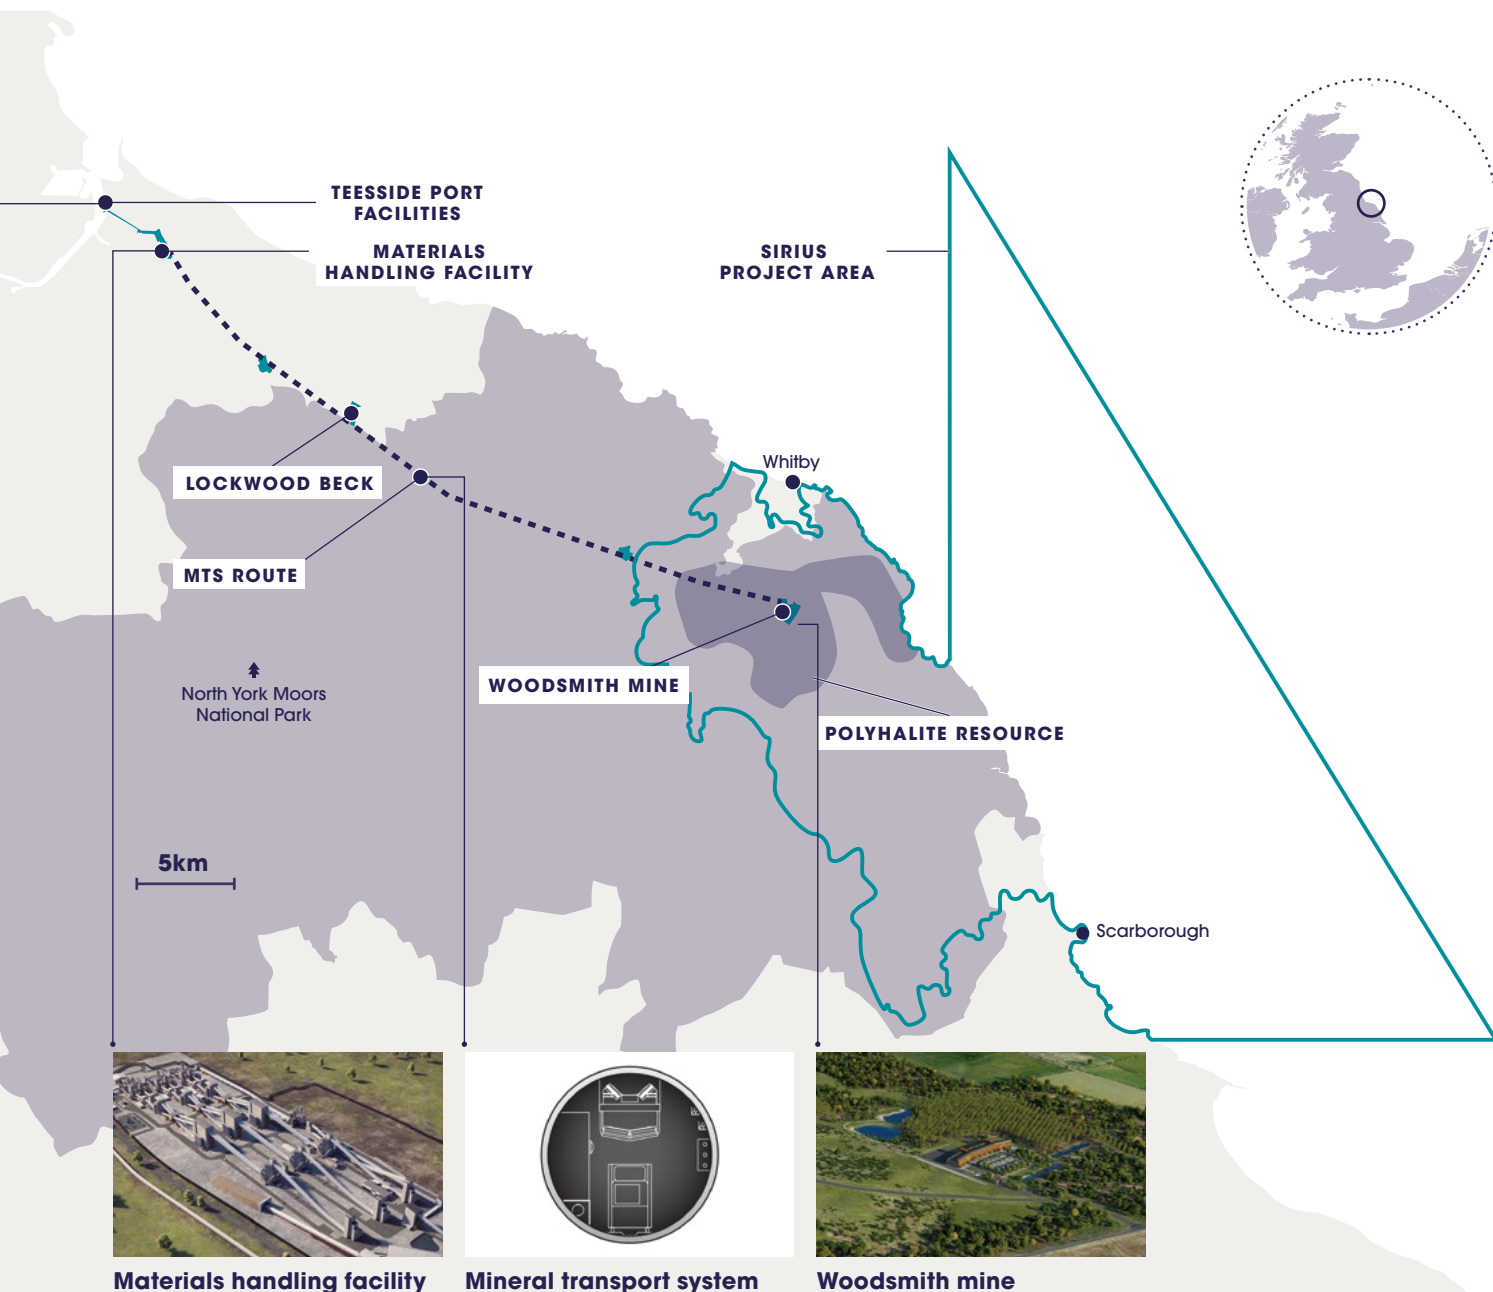 TEESSIDE PORT
FACILITIES
MATERIALS
HANDLING FACILITY
SIRIUS
PROJECT AREA
Whitby
LOCKWOOD BECK
MTS ROUTE
North York Moors
National Park
WOODSMITH MINE
POLYHALITE RESOURCE
5km
Scarborough
Materials handling facility
Mineral transport system
Woodsmith mine